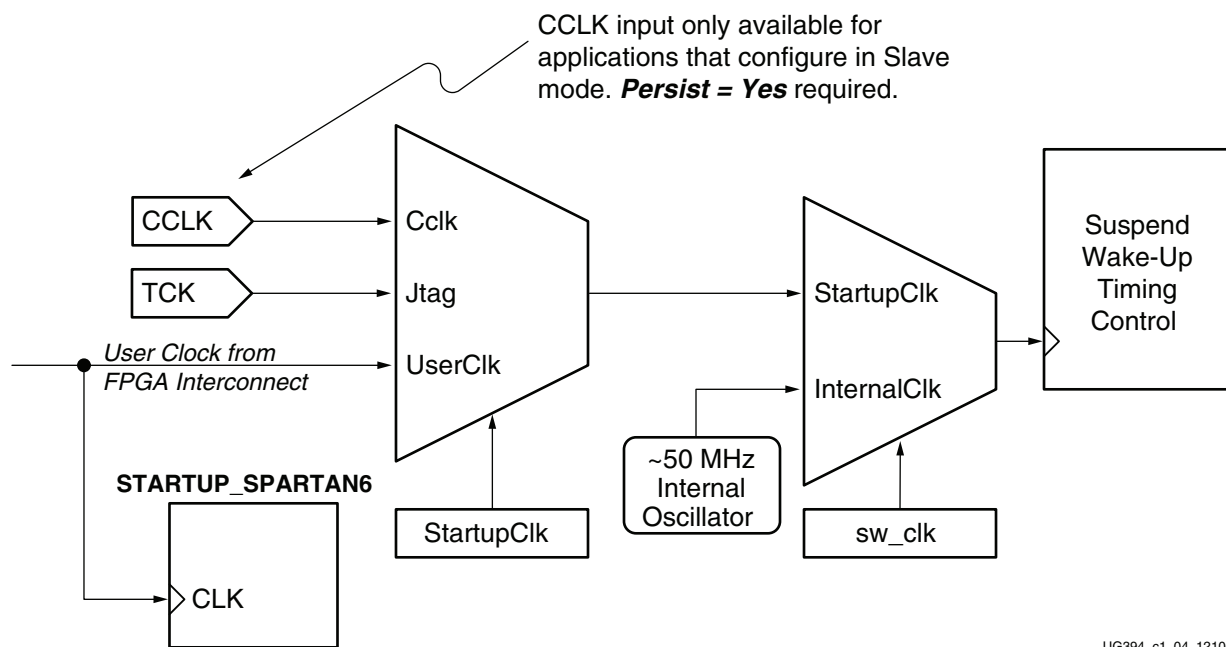 CCLK input only available for
applications that configure in Slave
mode. Persist = Yes required.
CCLK
Cclk
TCK
Jtag
User Clock from
FPGA Interconnect
UserClk
StartupClk
InternalClk
Suspend
Wake-Up
Timing
Control
~50 MHz
Internal
Oscillator
STARTUP_SPARTAN6
StartupClk
sw_clk
CLK
UG394_c1_04_1210